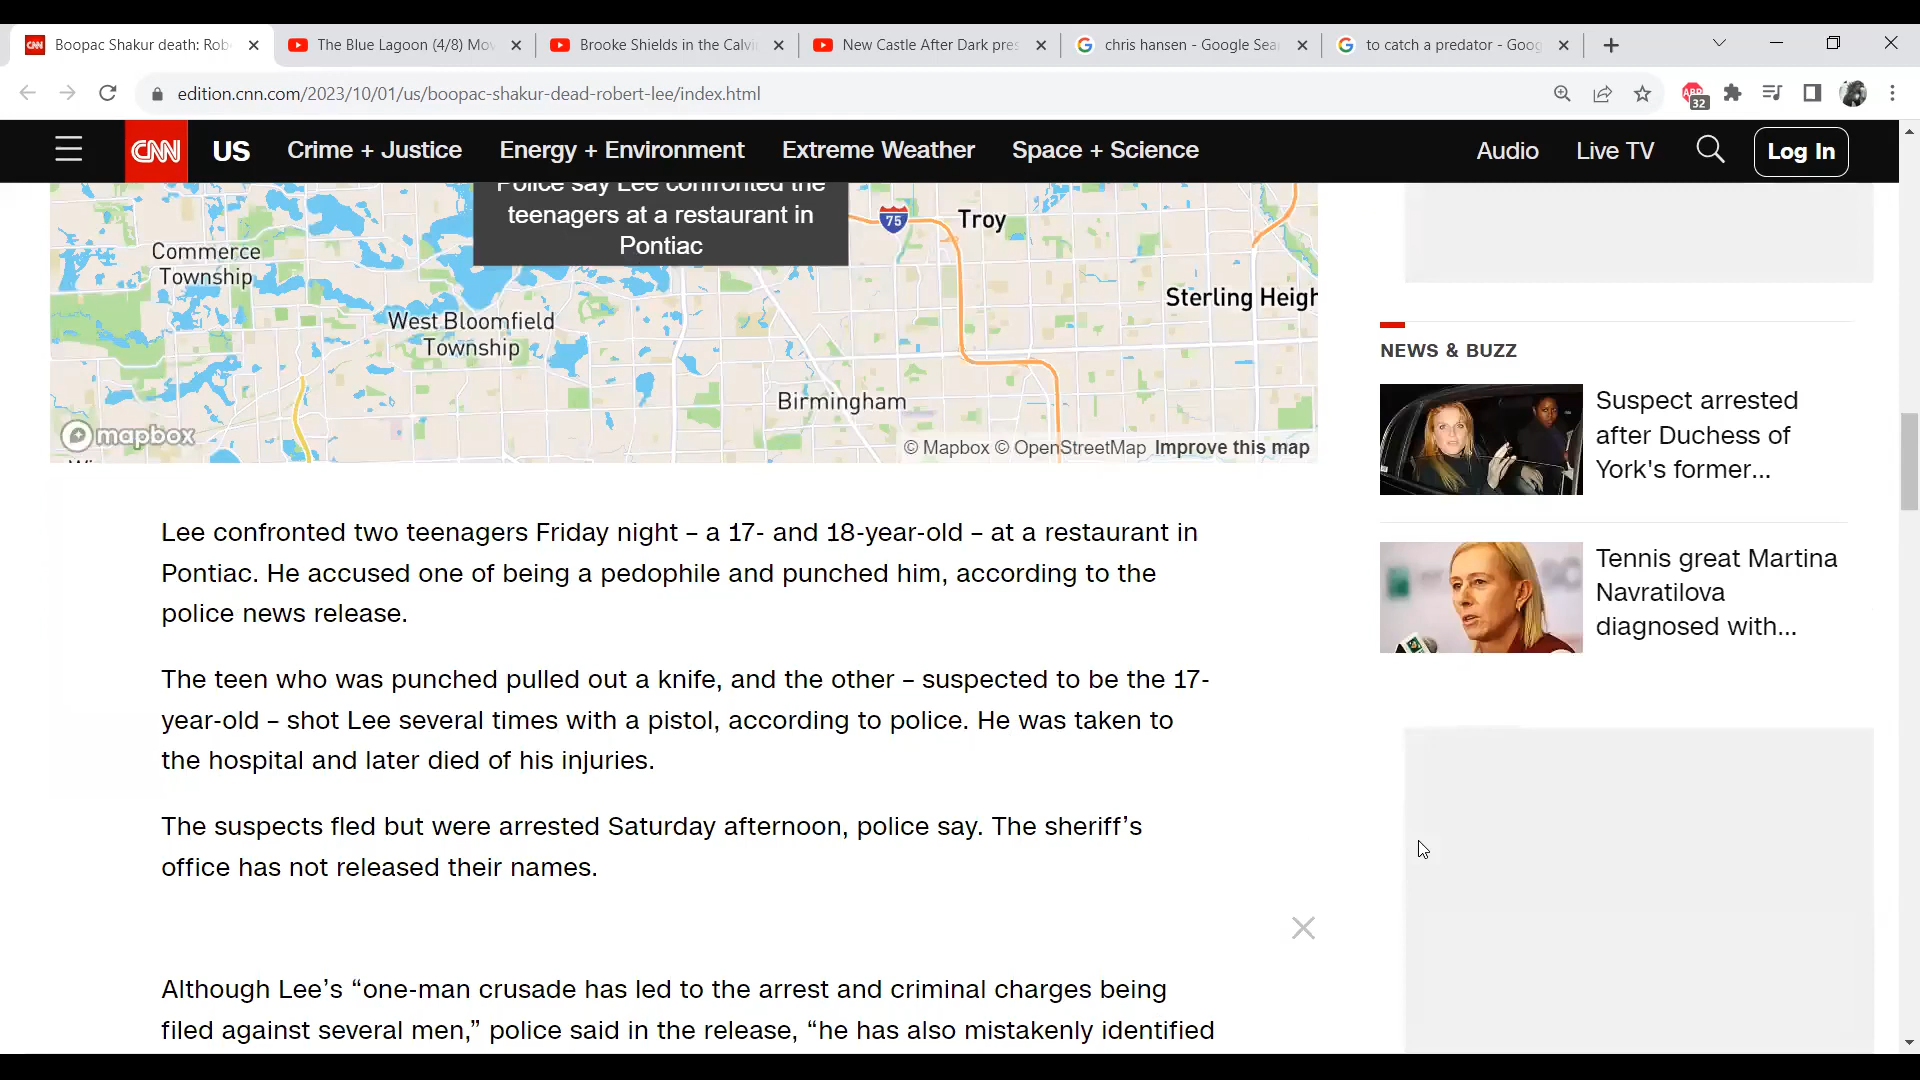 Boopac Shakur death: Rob
The Blue Lagoon (4/8) Mov
Brooke Shields in the Calvi
New Castle After Dark pres
chris hansen - Google Sea
to catch a predator - Goog
edition.cnn.com/2023/10/01/us/boopac-shakur-dead-robert-lee/index.html
ABP
32
CNN
US
Crime + Justice
Energy + Environment
Extreme Weather
Space + Science
Audio
Live TV
Log In
Police say Lee confronted the
teenagers at a restaurant in
Pontiac
75
Troy
Commerce
Township
Sterling Heigh
West Bloomfield
Township
Birmingham
mapbox
© Mapbox © OpenStreetMap Improve this map
Lee confronted two teenagers Friday night – a 17- and 18-year-old – at a restaurant in
Pontiac. He accused one of being a pedophile and punched him, according to the
police news release.
The teen who was punched pulled out a knife, and the other – suspected to be the 17-
year-old – shot Lee several times with a pistol, according to police. He was taken to
the hospital and later died of his injuries.
The suspects fled but were arrested Saturday afternoon, police say. The sheriff’s
office has not released their names.
Although Lee’s “one-man crusade has led to the arrest and criminal charges being
filed against several men,” police said in the release, “he has also mistakenly identified
NEWS & BUZZ
Suspect arrested
after Duchess of
York's former...
Tennis great Martina
Navratilova
diagnosed with...